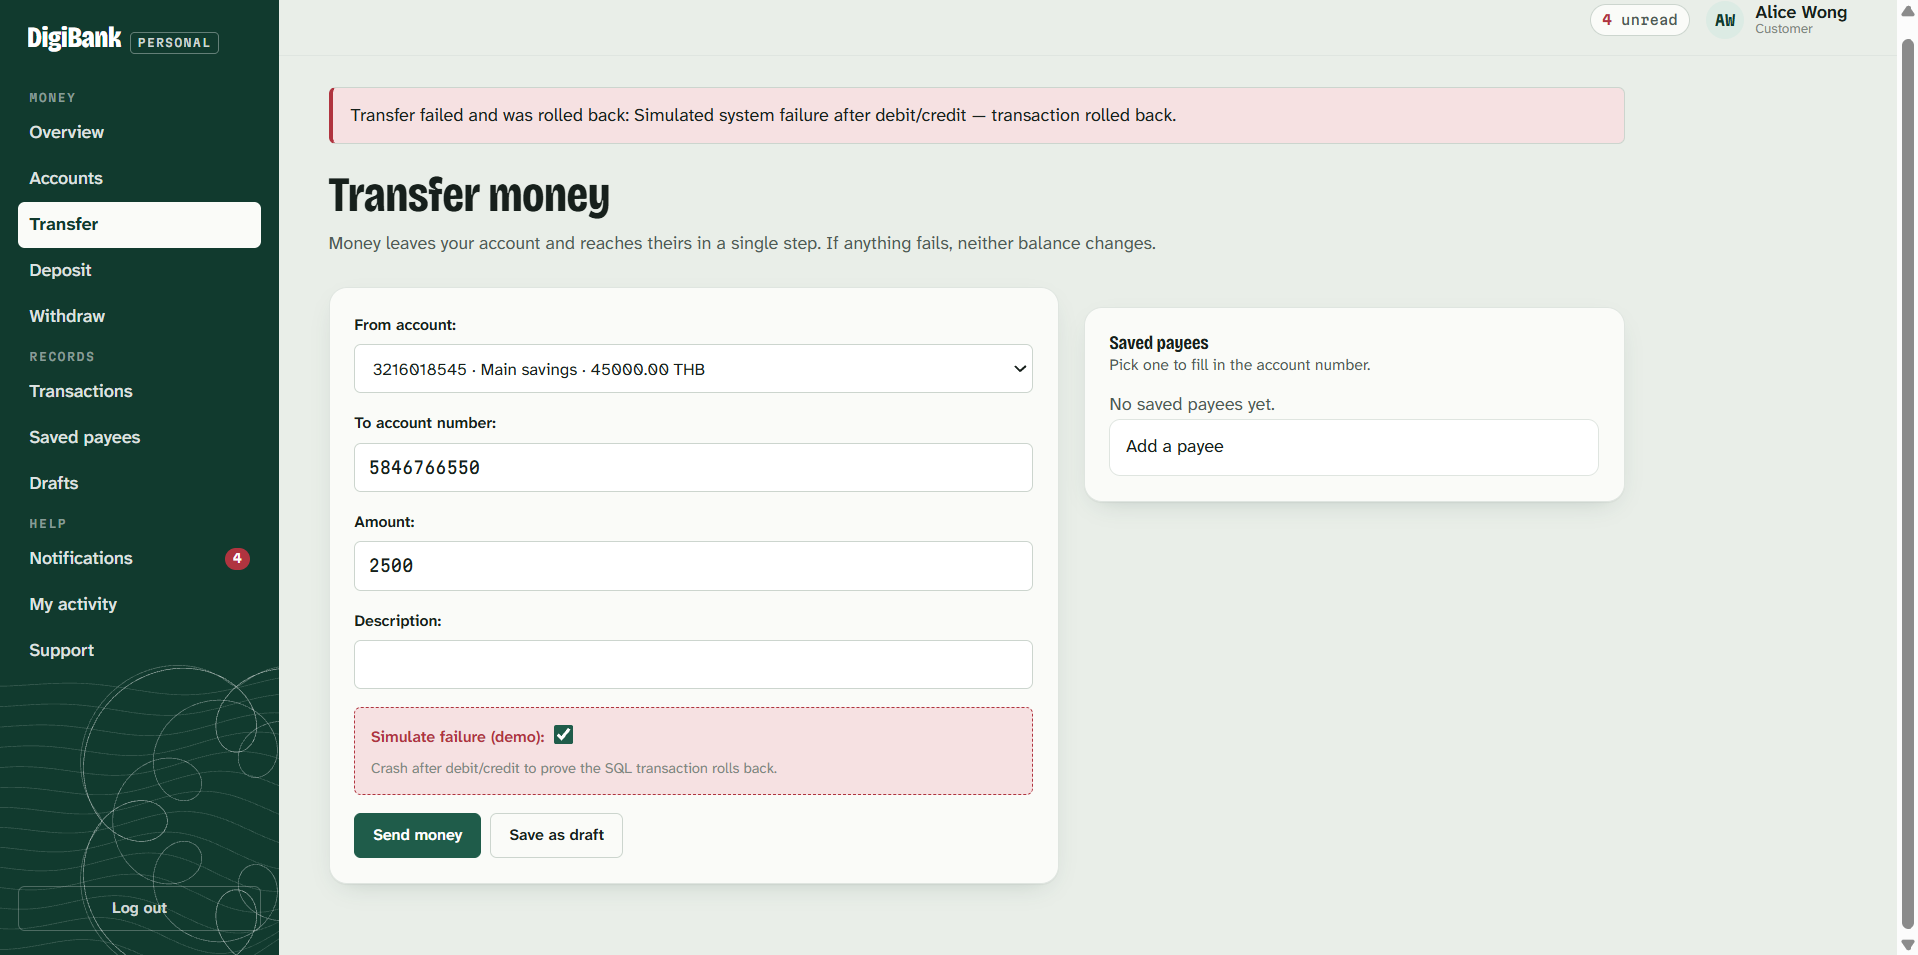 DigiBank PERSONAL
MONEY
Overview
Accounts
Transfer
Deposit
Withdraw
RECORDS
Transactions
Saved payees
Drafts
HELP
Notifications 4
My activity
Support
Log out
4 unread
AW
Alice Wong
Customer
Transfer failed and was rolled back: Simulated system failure after debit/credit — transaction rolled back.
Transfer money
Money leaves your account and reaches theirs in a single step. If anything fails, neither balance changes.
From account:
3216018545 · Main savings · 45000.00 THB
To account number:
5846766550
Amount:
2500
Description:
Simulate failure (demo):
Crash after debit/credit to prove the SQL transaction rolls back.
Send money
Save as draft
Saved payees
Pick one to fill in the account number.
No saved payees yet.
Add a payee